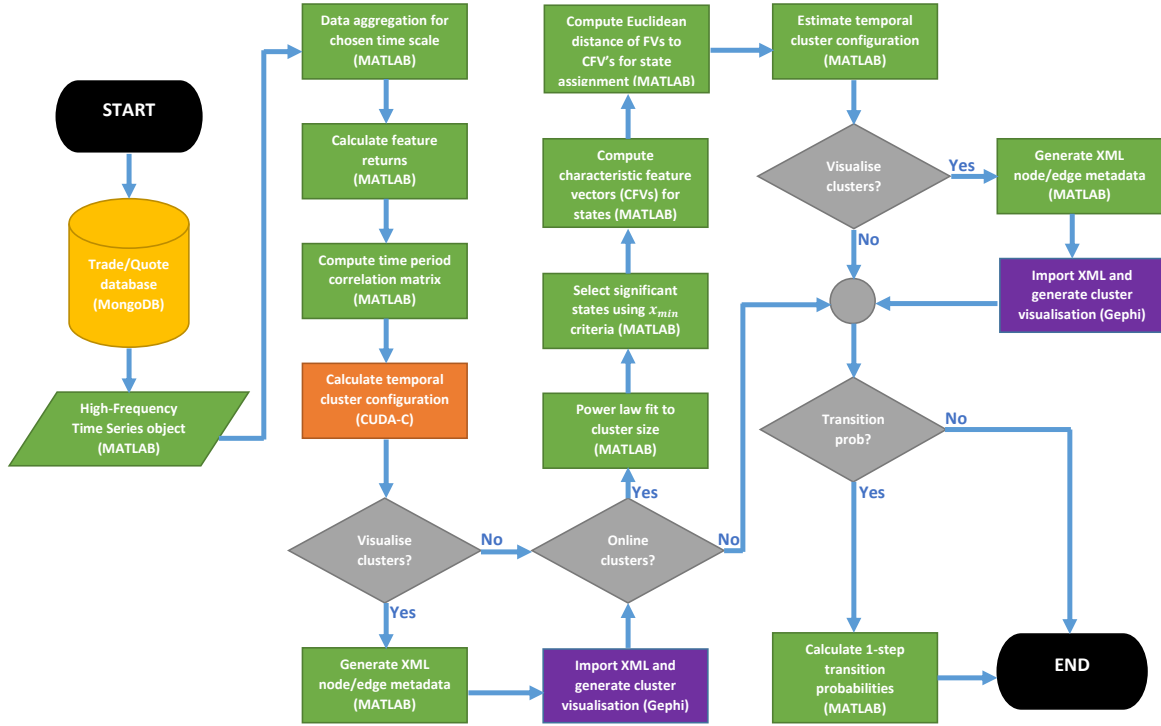 START
Trade/Quote
database
(MongoDB)
High-Frequency
Time Series object
(MATLAB)
Data aggregation for
chosen time scale
(MATLAB)
Calculate feature
returns
(MATLAB)
Compute time period
correlation matrix
(MATLAB)
Calculate temporal
cluster configuration
(CUDA-C)
Visualise
clusters?
No
Yes
Generate XML
node/edge metadata
(MATLAB)
Import XML and
generate cluster
visualisation (Gephi)
Online
clusters?
No
Yes
Power law fit to
cluster size
(MATLAB)
Select significant
states using x_min
criteria (MATLAB)
Compute
characteristic feature
vectors (CFVs) for
states (MATLAB)
Compute Euclidean
distance of FVs to
CFV's for state
assignment (MATLAB)
Estimate temporal
cluster configuration
(MATLAB)
Visualise
clusters?
Yes
No
Generate XML
node/edge metadata
(MATLAB)
Import XML and
generate cluster
visualisation (Gephi)
Transition
prob?
No
Yes
Calculate 1-step
transition
probabilities
(MATLAB)
END